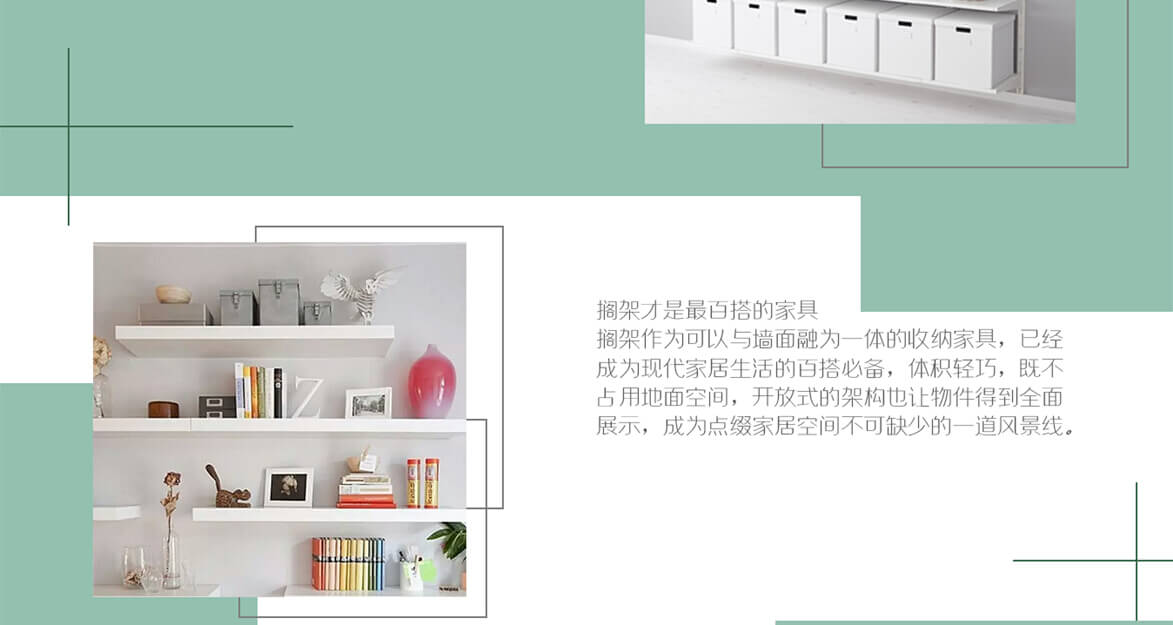 搁架才是最百搭的家具
搁架作为可以与墙面融为一体的收纳家具，已经
成为现代家居生活的百搭必备，体积轻巧，既不
占用地面空间，开放式的架构也让物件得到全面
展示，成为点缀家居空间不可缺少的一道风景线。
Z